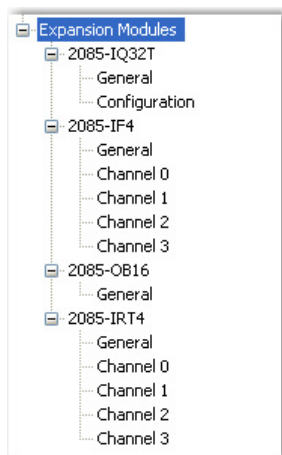 Expansion Modules
2085-IQ32T
General
Configuration
2085-IF4
General
Channel 0
Channel 1
Channel 2
Channel 3
2085-OB16
General
2085-IRT4
General
Channel 0
Channel 1
Channel 2
Channel 3